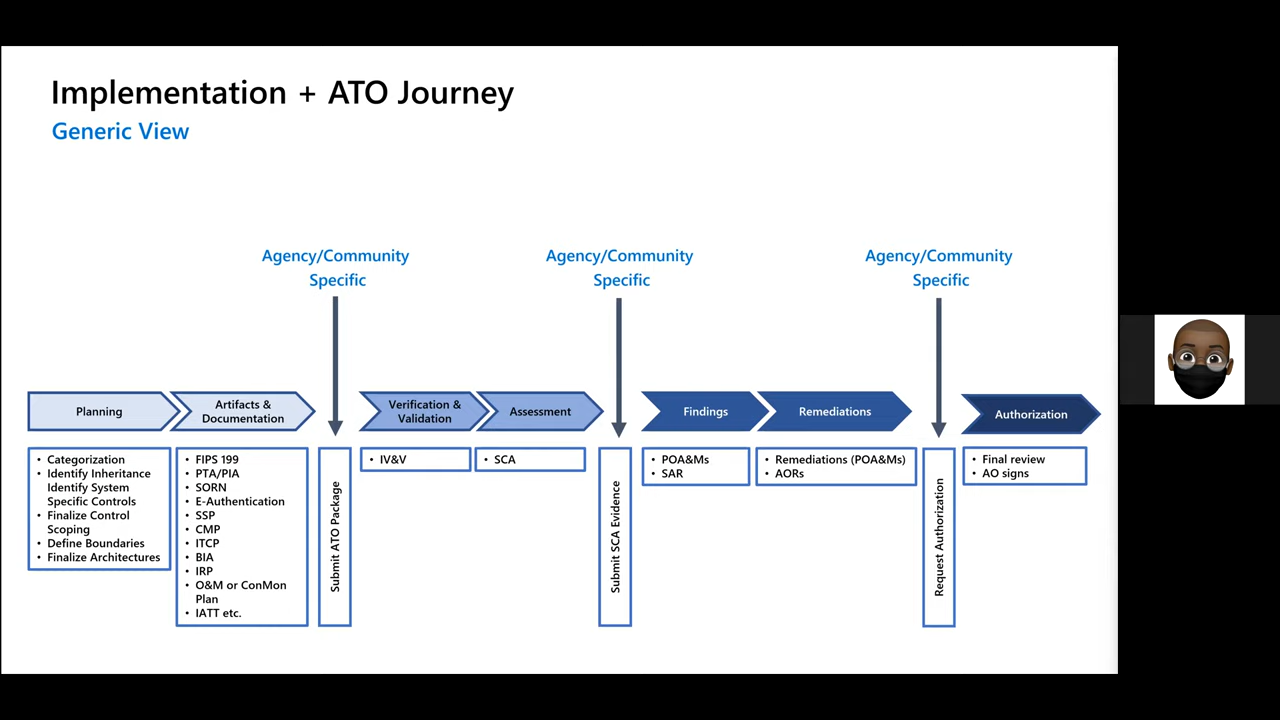 Implementation + ATO Journey
Generic View
Agency/Community
Specific
Agency/Community
Specific
Agency/Community
Specific
Planning
Artifacts &
Documentation
Verification &
Validation
Assessment
Findings
Remediations
Authorization
• Categorization
• Identify Inheritance
Identify System
Specific Controls
• Finalize Control
Scoping
• Define Boundaries
• Finalize Architectures
• FIPS 199
• PTA/PIA
• SORN
• E-Authentication
• SSP
• CMP
• ITCP
• BIA
• IRP
• O&M or ConMon
Plan
• IATT etc.
Submit ATO Package
• IV&V
• SCA
Submit SCA Evidence
• POA&Ms
• SAR
• Remediations (POA&Ms)
• AORs
Request Authorization
• Final review
• AO signs